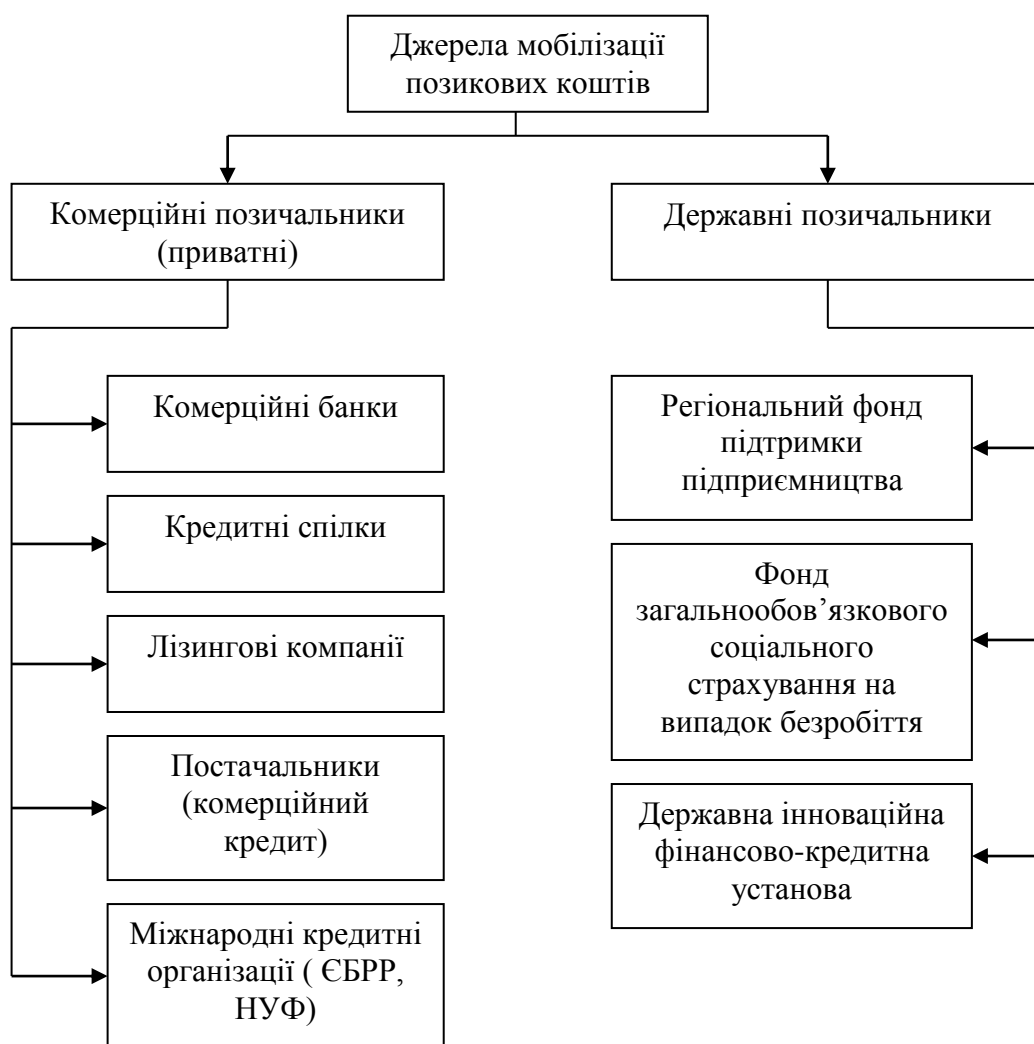 Джерела мобілізації
позикових коштів
Комерційні позичальники
(приватні)
Державні позичальники
Комерційні банки
Кредитні спілки
Лізингові компанії
Постачальники
(комерційний
кредит)
Міжнародні кредитні
організації ( ЄБРР,
НУФ)
Регіональний фонд
підтримки
підприємництва
Фонд
загальнообов’язкового
соціального
страхування на
випадок безробіття
Державна інноваційна
фінансово-кредитна
установа